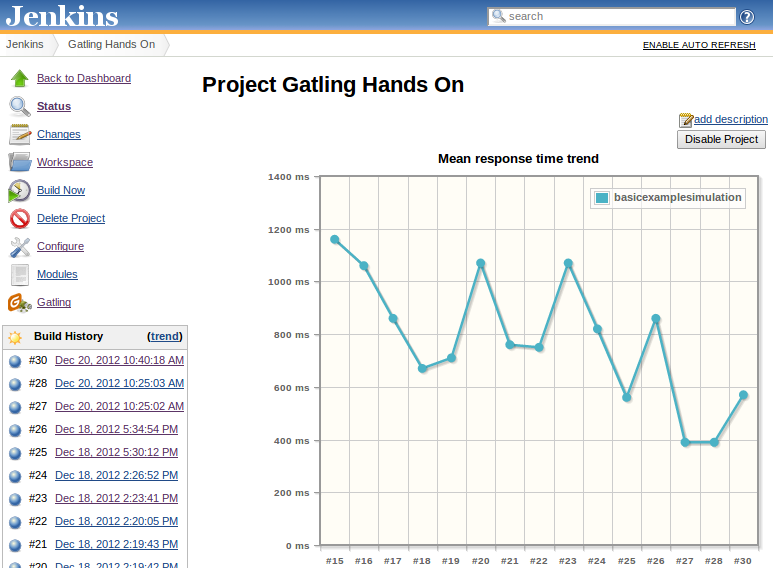 Jenkins
search
Jenkins Gatling Hands On
ENABLE AUTO REFRESH
Back to Dashboard
Status
Changes
Workspace
Build Now
Delete Project
Configure
Modules
Gatling
Build History (trend)
#30 Dec 20, 2012 10:40:18 AM
#28 Dec 20, 2012 10:25:03 AM
#27 Dec 20, 2012 10:25:02 AM
#26 Dec 18, 2012 5:34:54 PM
#25 Dec 18, 2012 5:30:12 PM
#24 Dec 18, 2012 2:26:52 PM
#23 Dec 18, 2012 2:23:41 PM
#22 Dec 18, 2012 2:20:05 PM
#21 Dec 18, 2012 2:19:43 PM
#20 Dec 18, 2012 2:19:42 PM
Project Gatling Hands On
add description
Disable Project
Mean response time trend
basicexamplesimulation
1400 ms
1200 ms
1000 ms
800 ms
600 ms
400 ms
200 ms
0 ms
#15 #16 #17 #18 #19 #20 #21 #22 #23 #24 #25 #26 #27 #28 #30